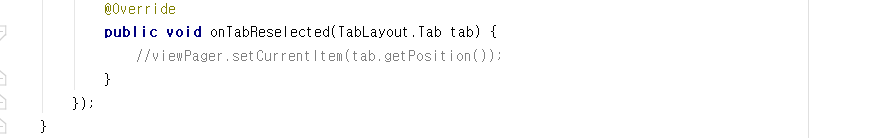 @Override
public void onTabReselected(TabLayout.Tab tab) {
//viewPager.setCurrentItem(tab.getPosition());
}
});
}